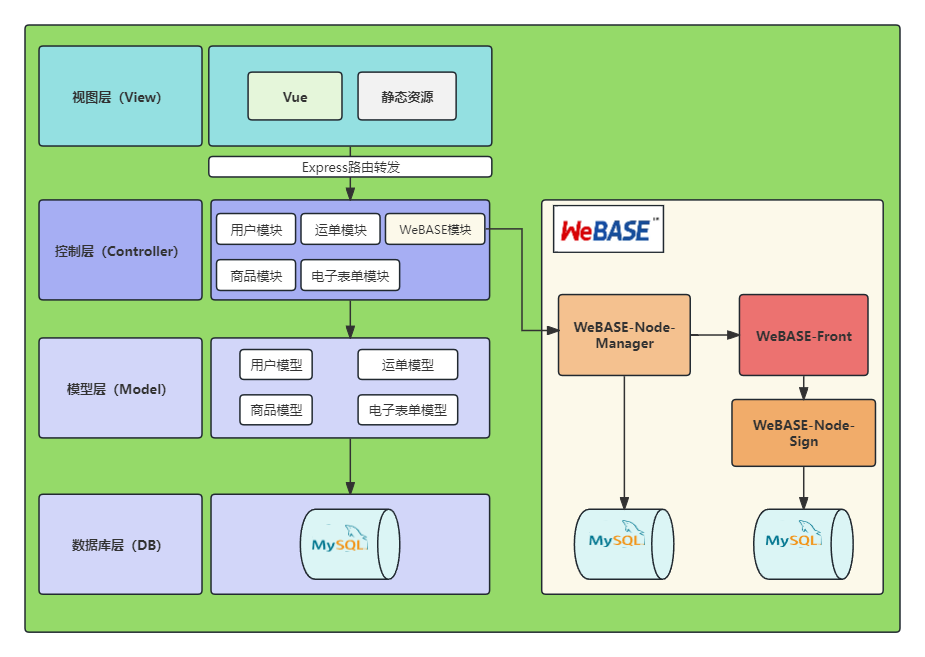 视图层（View）
Vue
静态资源
Express路由转发
控制层（Controller）
用户模块
运单模块
WeBASE模块
商品模块
电子表单模块
模型层（Model）
用户模型
运单模型
商品模型
电子表单模型
数据库层（DB）
MySQL
WeBASE
WeBASE-Node-
Manager
WeBASE-Front
WeBASE-Node-
Sign
MySQL
MySQL